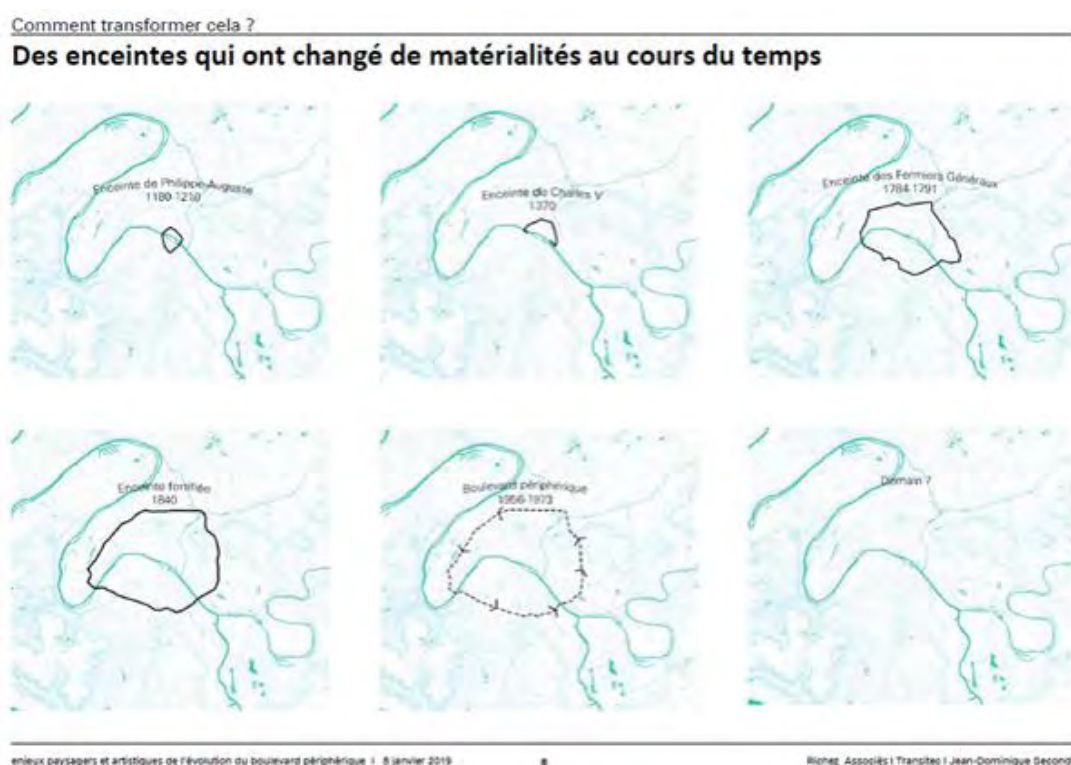 Comment transformer cela ?
Des enceintes qui ont changé de matérialités au cours du temps
Enceinte de Philippe-Auguste
1180-1210
Enceinte de Charles V
1370
Enceinte des Fermiers Généraux
1784-1791
Enceinte fortifiée
1840
Boulevard périphérique
1956-1973
Demain ?
enjeux paysagers et artistiques de l'évolution du boulevard périphérique I 8 janvier 2019
Richez_Associés I Transitec I Jean-Dominique Secondi